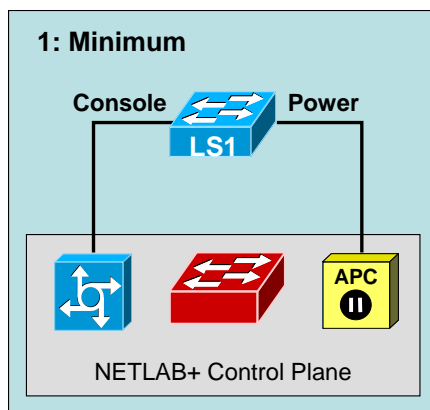 1: Minimum
Console Power
LS1
APC
NETLAB+ Control Plane